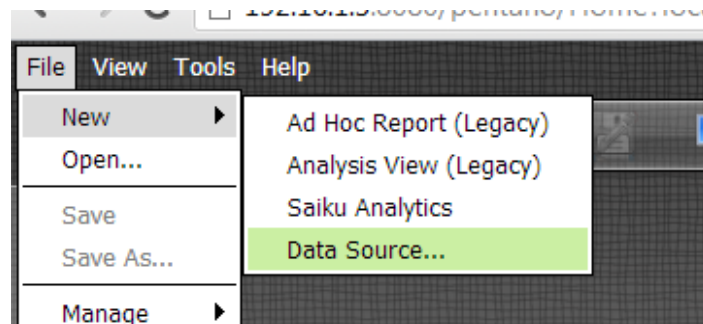 File View Tools Help
New
Open...
Save
Save As...
Manage
Ad Hoc Report (Legacy)
Analysis View (Legacy)
Saiku Analytics
Data Source...